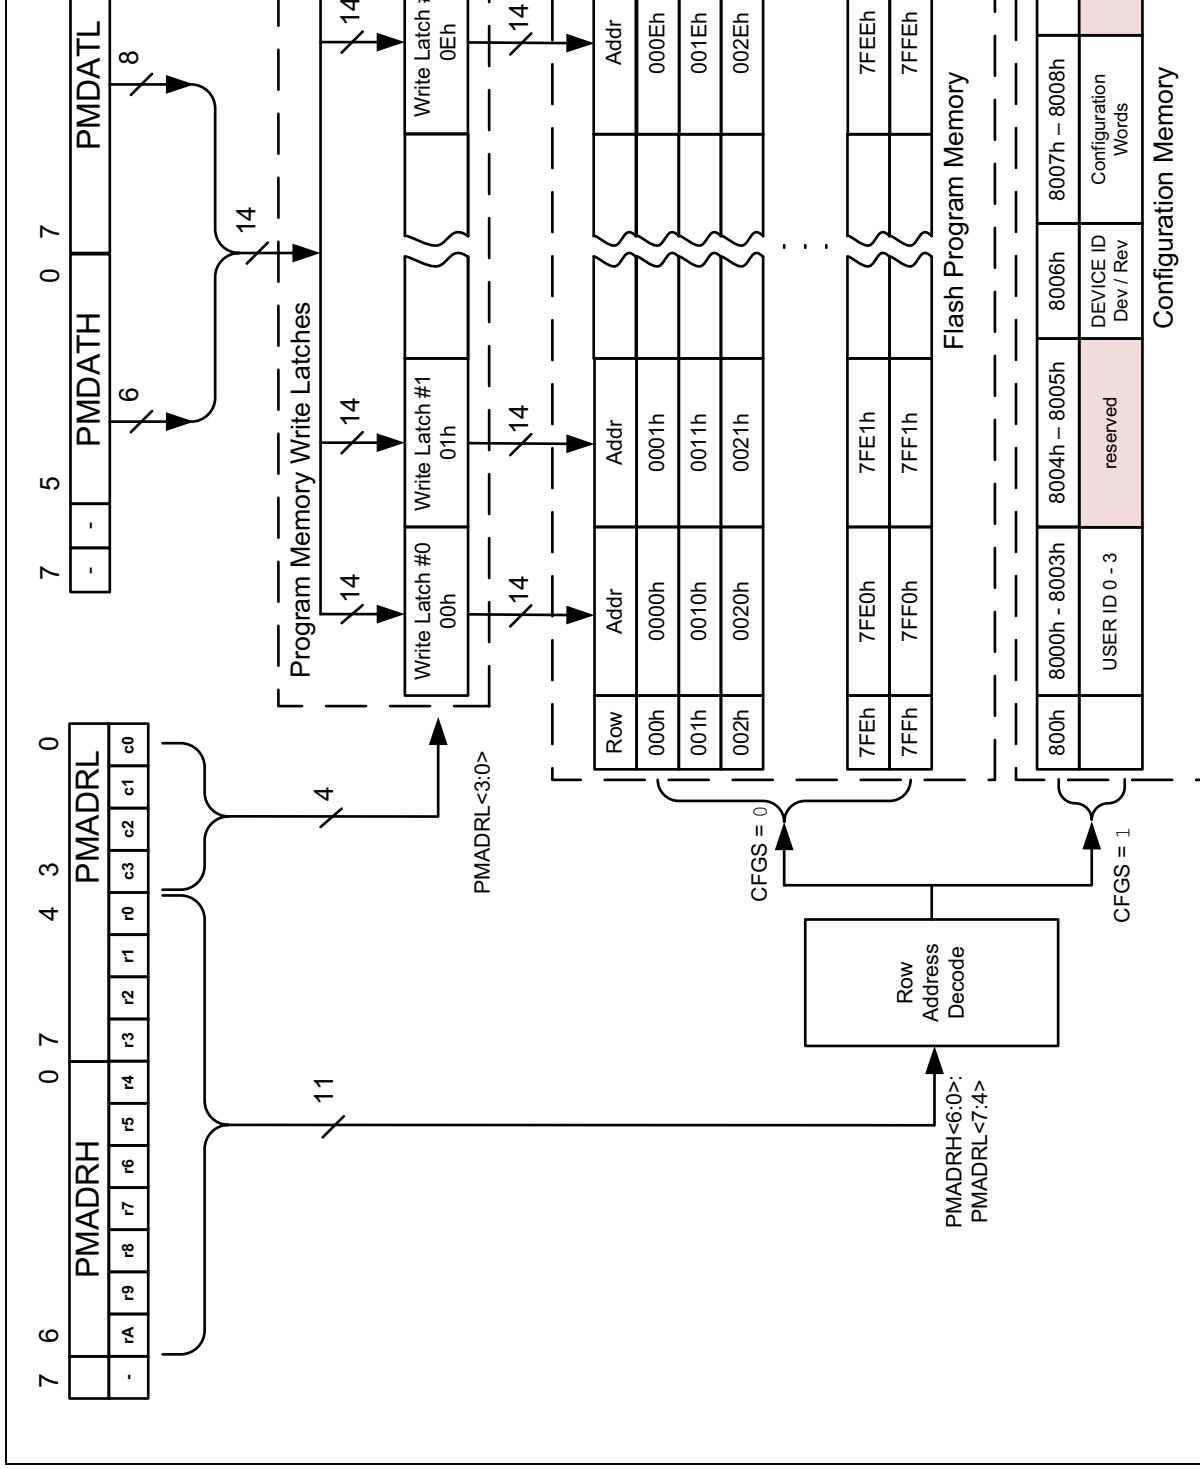 7 6 0 7 4 3 0 7 5 0 7
PMADRH PMADRL PMDATH PMDATL
- rA r9 r8 r7 r6 r5 r4 r3 r2 r1 r0 c3 c2 c1 c0 - -
6 8
14
Program Memory Write Latches
11 4 14 14 14
Write Latch #0 Write Latch #1 Write Latch #
00h 01h 0Eh
PMADRL<3:0>
14 14 14
Row Addr Addr Addr
000h 0000h 0001h 000Eh
001h 0010h 0011h 001Eh
002h 0020h 0021h 002Eh
CFGS = 0
. . . .
7FEh 7FE0h 7FE1h 7FEEh
7FFh 7FF0h 7FF1h 7FFEh
Row
Address
Decode
PMADRH<6:0>:
PMADRL<7:4>
Flash Program Memory
800h 8000h - 8003h 8004h – 8005h 8006h 8007h – 8008h
USER ID 0 - 3
reserved
DEVICE ID
Dev / Rev
Configuration
Words
CFGS = 1
Configuration Memory